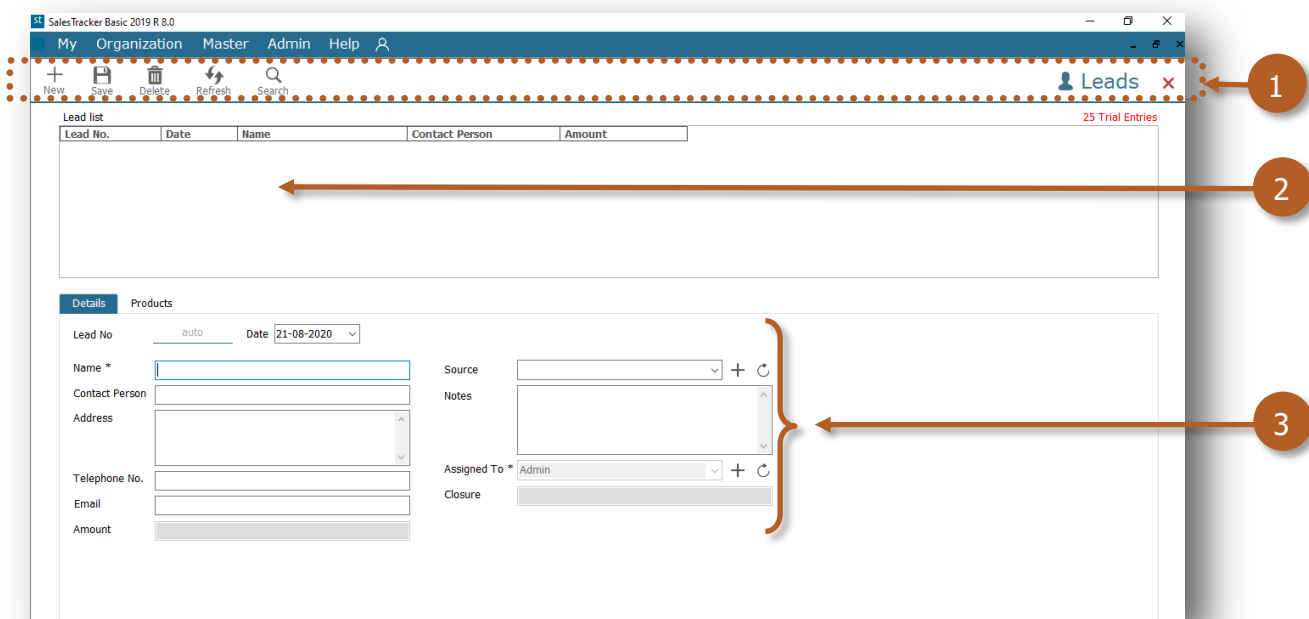 st SalesTracker Basic 2019 R 8.0
My Organization Master Admin Help
New Save Delete Refresh Search
Leads
1
Lead list
25 Trial Entries
Lead No. Date Name Contact Person Amount
2
Details Products
Lead No auto Date 21-08-2020
Name * Source
Contact Person Notes
Address
3
Telephone No. Assigned To * Admin
Email Closure
Amount